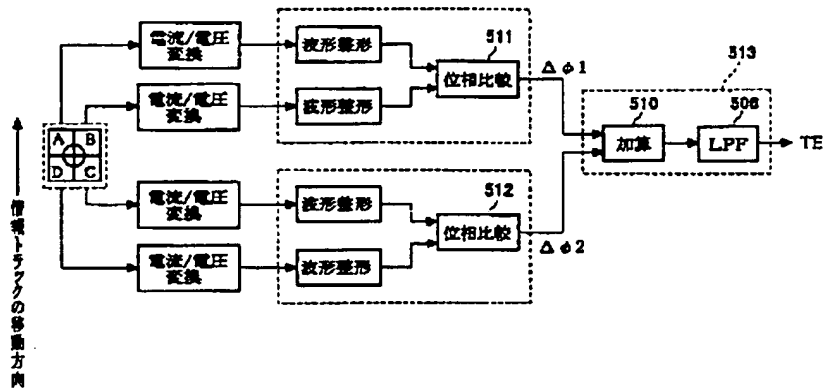 電流/電圧
変換
波形整形
511
位相比較
Δφ1
513
電流/電圧
変換
波形整形
510
加算
506
LPF
TE
A B
D C
電流/電圧
変換
波形整形
512
位相比較
Δφ2
電流/電圧
変換
波形整形
情報トラックの移動方向